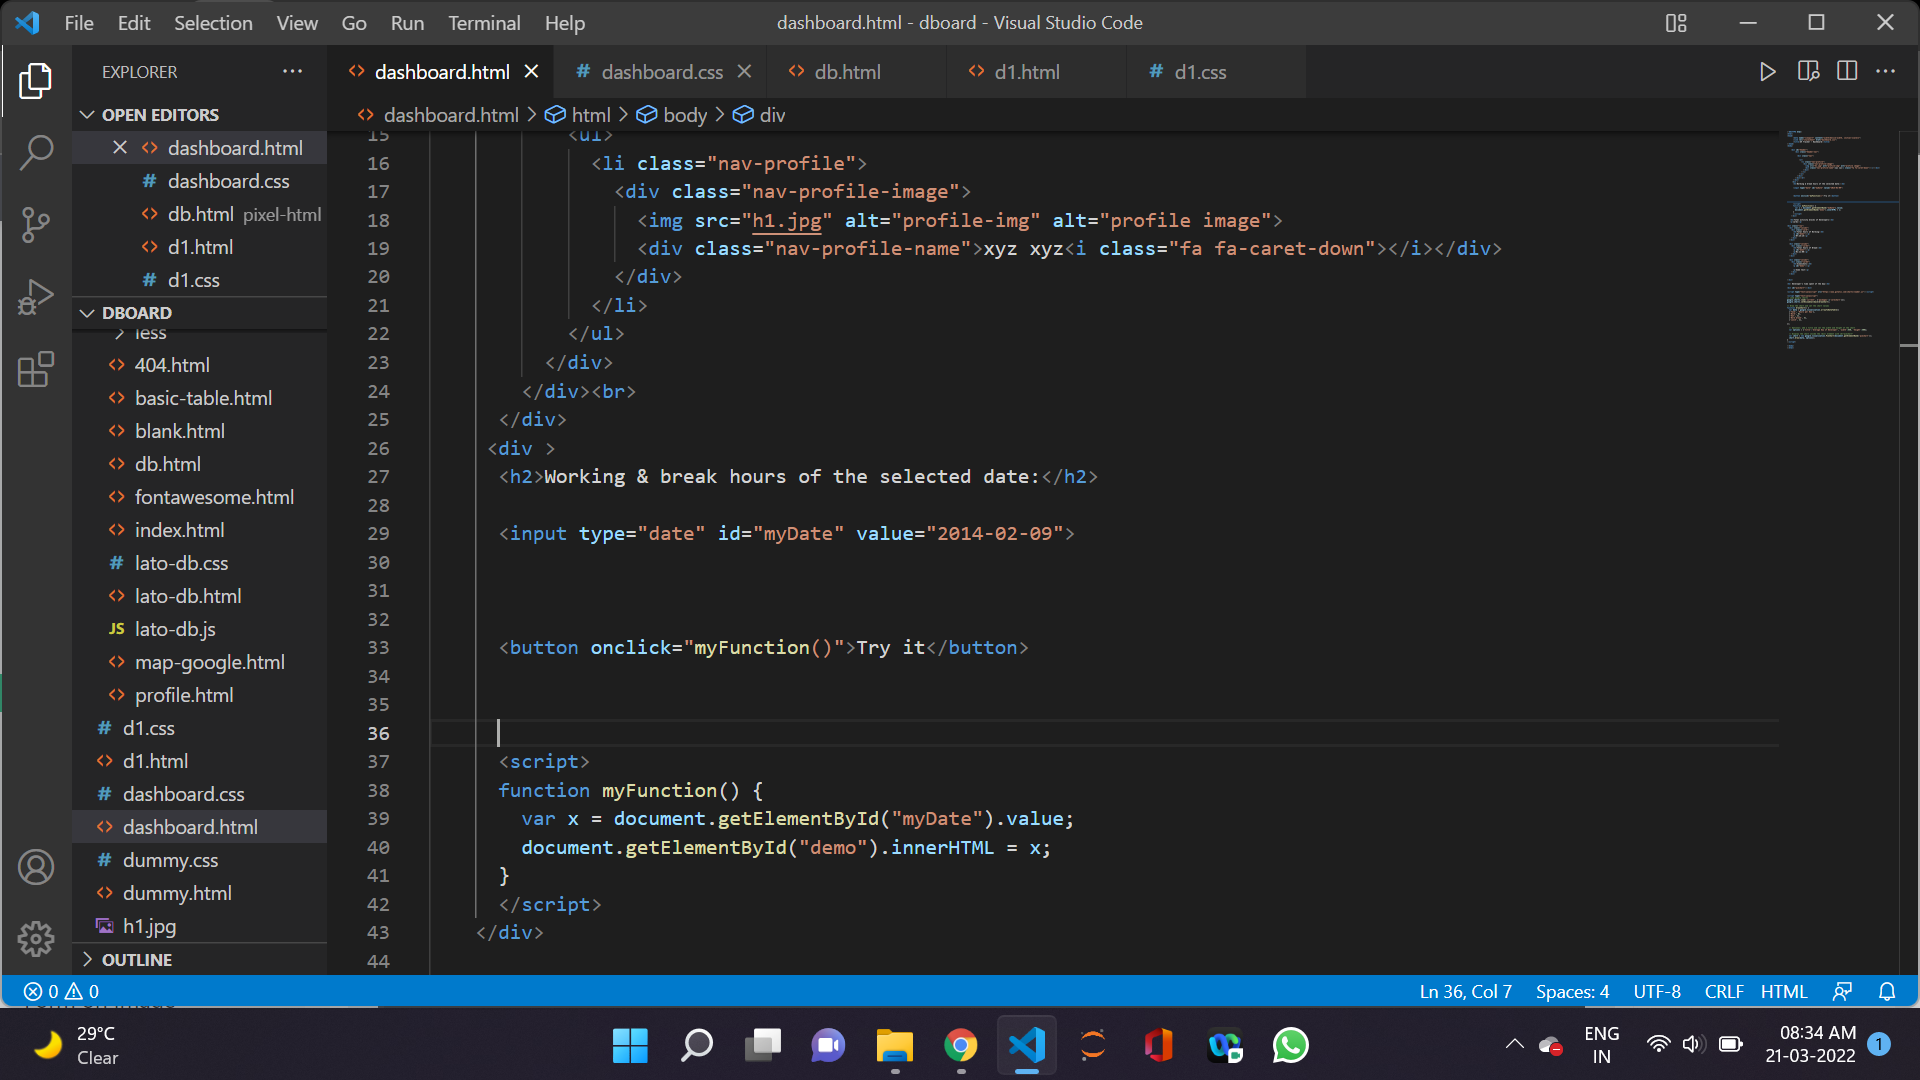 File Edit Selection View Go Run Terminal Help
dashboard.html - dboard - Visual Studio Code
EXPLORER
dashboard.html
# dashboard.css
db.html
d1.html
# d1.css
OPEN EDITORS
dashboard.html > html > body > div
dashboard.html
# dashboard.css
db.html pixel-html
d1.html
# d1.css
DBOARD
less
404.html
basic-table.html
blank.html
db.html
fontawesome.html
index.html
# lato-db.css
lato-db.html
JS lato-db.js
map-google.html
profile.html
# d1.css
d1.html
# dashboard.css
dashboard.html
# dummy.css
dummy.html
h1.jpg
OUTLINE
15 <ul>
16 <li class="nav-profile">
17 <div class="nav-profile-image">
18 <img src="h1.jpg" alt="profile-img" alt="profile image">
19 <div class="nav-profile-name">xyz xyz<i class="fa fa-caret-down"></i></div>
20 </div>
21 </li>
22 </ul>
23 </div>
24 </div><br>
25 </div>
26 <div >
27 <h2>Working & break hours of the selected date:</h2>
28
29 <input type="date" id="myDate" value="2014-02-09">
30
31
32
33 <button onclick="myFunction()">Try it</button>
34
35
36
37 <script>
38 function myFunction() {
39 var x = document.getElementById("myDate").value;
40 document.getElementById("demo").innerHTML = x;
41 }
42 </script>
43 </div>
44
0 0
Ln 36, Col 7 Spaces: 4 UTF-8 CRLF HTML
29°C
Clear
ENG
IN
08:34 AM
21-03-2022
1